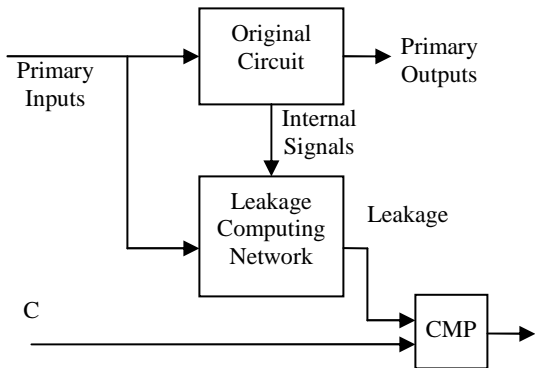 Original
Circuit
Primary
Outputs
Primary
Inputs
Internal
Signals
Leakage
Computing
Network
Leakage
C
CMP